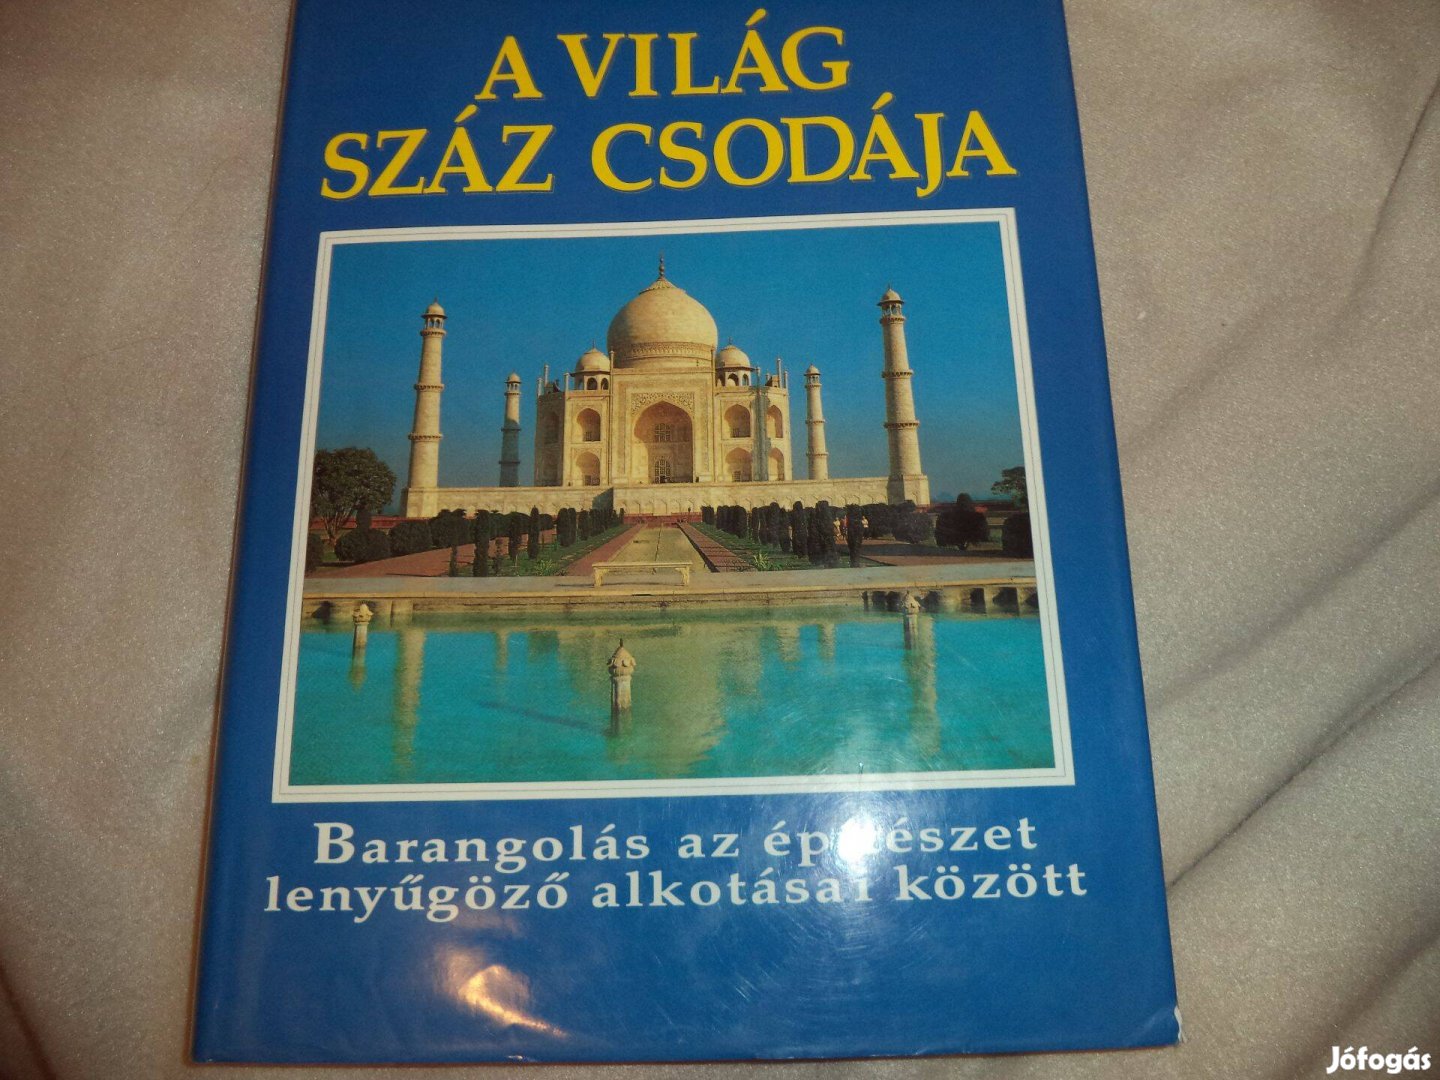 A VILÁG
SZÁZ CSODÁJA
Barangolás az építészet
lenyűgöző alkotásai között
Jófogás